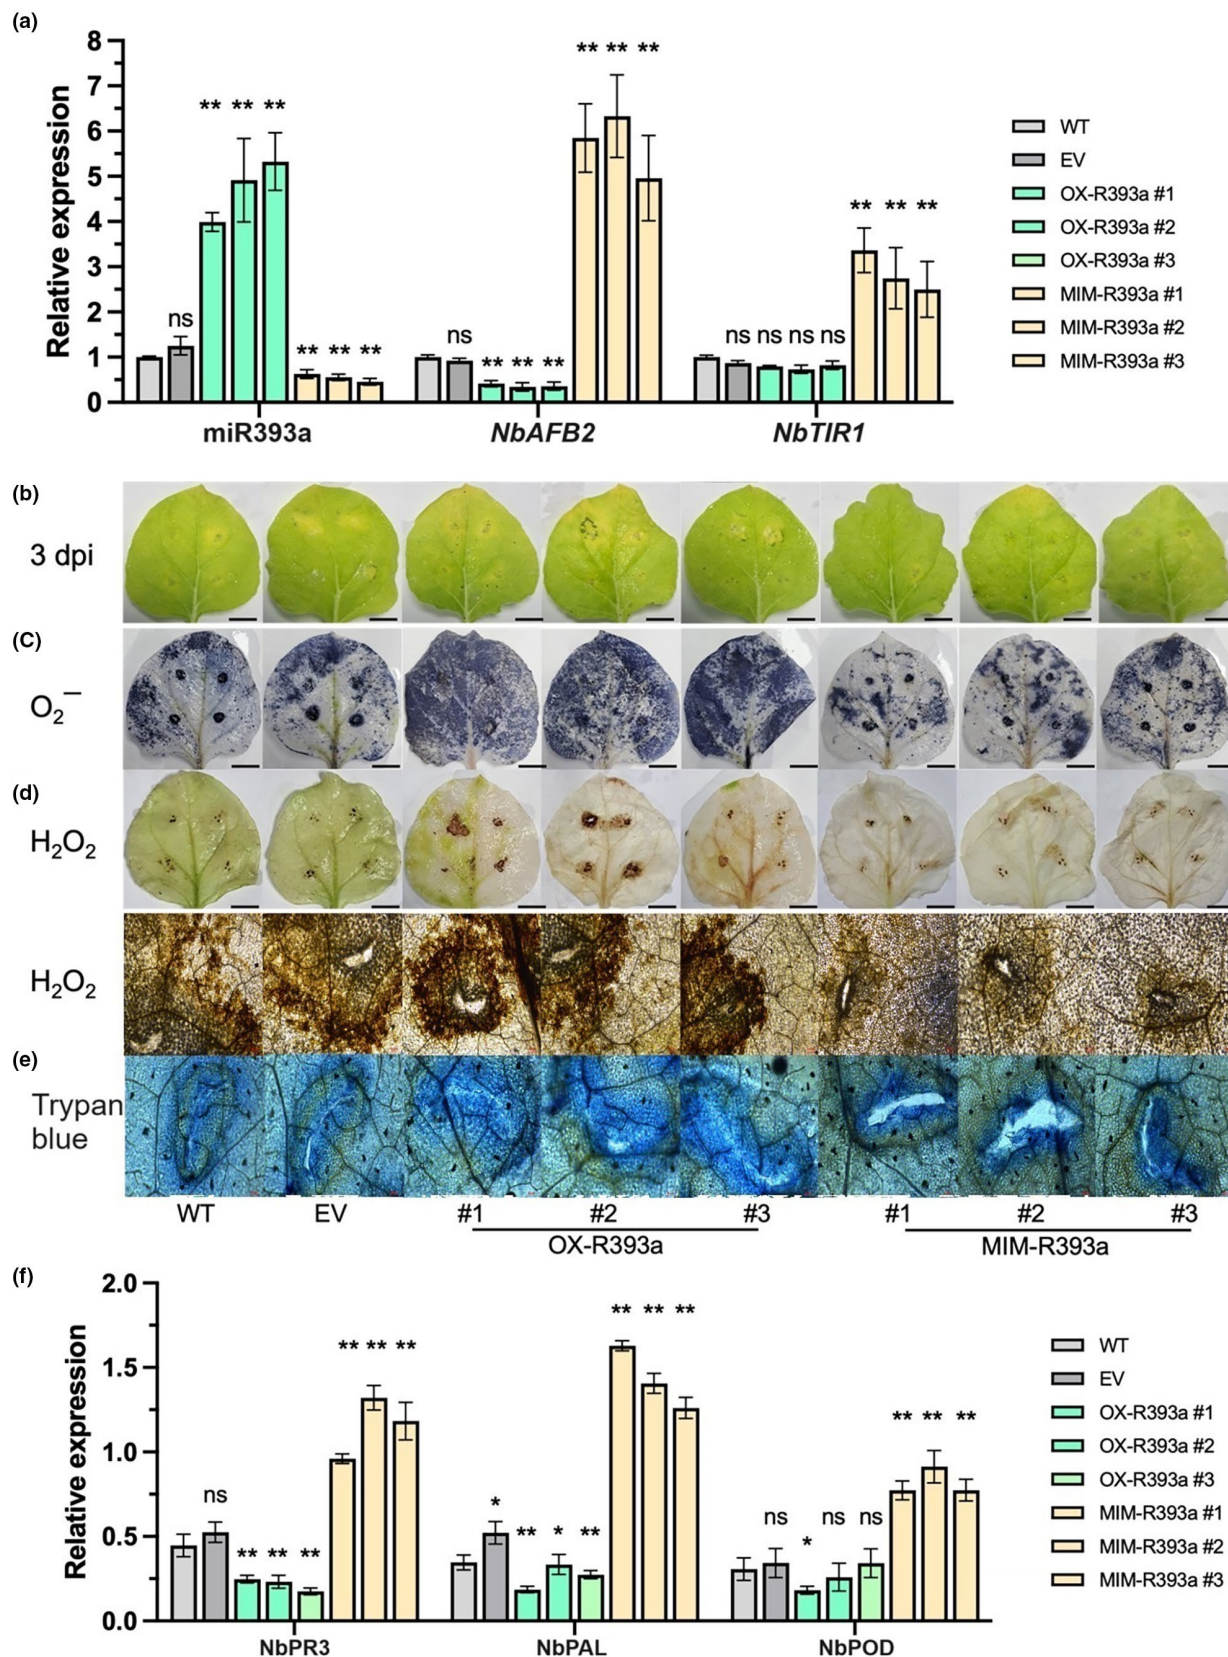 (a)
8
7
6
5
4
3
2
1
0
Relative expression
ns ** ** ** ** ** **
ns ** ** ** ** ** **
ns ns ns ns ** ** **
miR393a NbAFB2 NbTIR1
WT
EV
OX-R393a #1
OX-R393a #2
OX-R393a #3
MIM-R393a #1
MIM-R393a #2
MIM-R393a #3
(b)
3 dpi
(C)
O₂⁻
(d)
H₂O₂
H₂O₂
(e)
Trypan
blue
WT EV #1 #2 #3 #1 #2 #3
OX-R393a MIM-R393a
(f)
2.0
1.5
1.0
0.5
0.0
Relative expression
ns ** ** ** ** ** **
* ** * ** ** ** **
ns * ns ns ** ** **
NbPR3 NbPAL NbPOD
WT
EV
OX-R393a #1
OX-R393a #2
OX-R393a #3
MIM-R393a #1
MIM-R393a #2
MIM-R393a #3